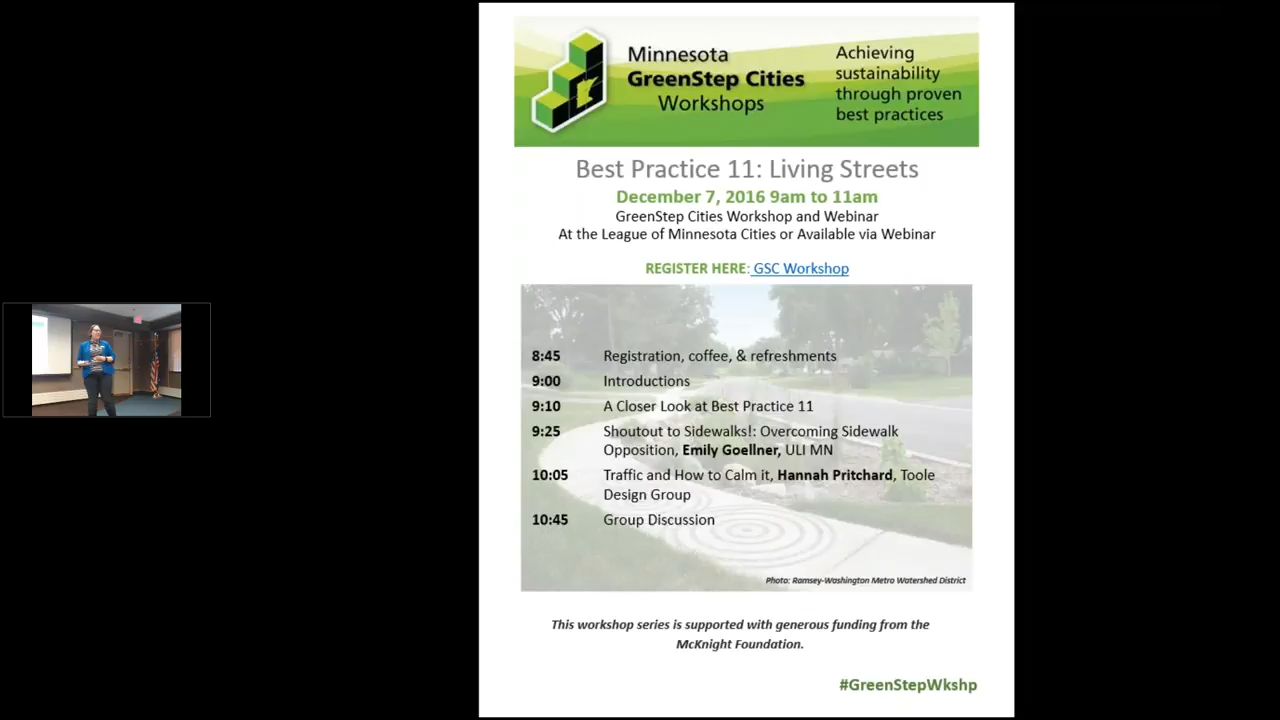 Minnesota
GreenStep Cities
Workshops
Achieving
sustainability
through proven
best practices
Best Practice 11: Living Streets
December 7, 2016 9am to 11am
GreenStep Cities Workshop and Webinar
At the League of Minnesota Cities or Available via Webinar
REGISTER HERE: GSC Workshop
8:45 Registration, coffee, & refreshments
9:00 Introductions
9:10 A Closer Look at Best Practice 11
9:25 Shoutout to Sidewalks!: Overcoming Sidewalk
Opposition, Emily Goellner, ULI MN
10:05 Traffic and How to Calm it, Hannah Pritchard, Toole
Design Group
10:45 Group Discussion
Photo: Ramsey-Washington Metro Watershed District
This workshop series is supported with generous funding from the
McKnight Foundation.
#GreenStepWkshp